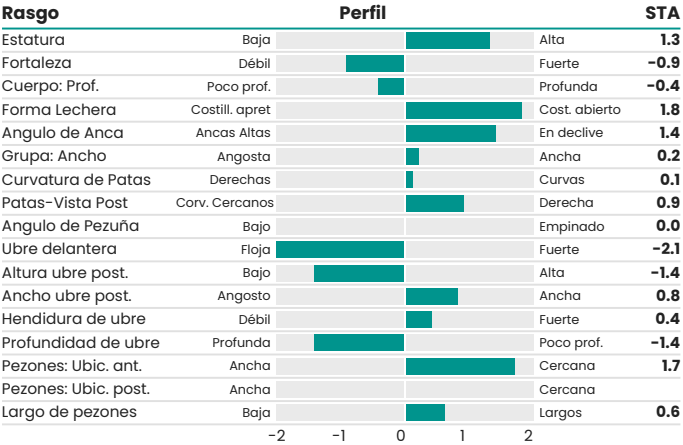 Rasgo Perfil STA
Estatura Baja Alta 1.3
Fortaleza Débil Fuerte -0.9
Cuerpo: Prof. Poco prof. Profunda -0.4
Forma Lechera Costill. apret Cost. abierto 1.8
Angulo de Anca Ancas Altas En declive 1.4
Grupa: Ancho Angosta Ancha 0.2
Curvatura de Patas Derechas Curvas 0.1
Patas-Vista Post Corv. Cercanos Derecha 0.9
Angulo de Pezuña Bajo Empinado 0.0
Ubre delantera Floja Fuerte -2.1
Altura ubre post. Bajo Alta -1.4
Ancho ubre post. Angosto Ancha 0.8
Hendidura de ubre Débil Fuerte 0.4
Profundidad de ubre Profunda Poco prof. -1.4
Pezones: Ubic. ant. Ancha Cercana 1.7
Pezones: Ubic. post. Ancha Cercana
Largo de pezones Baja Largos 0.6
-2 -1 0 1 2